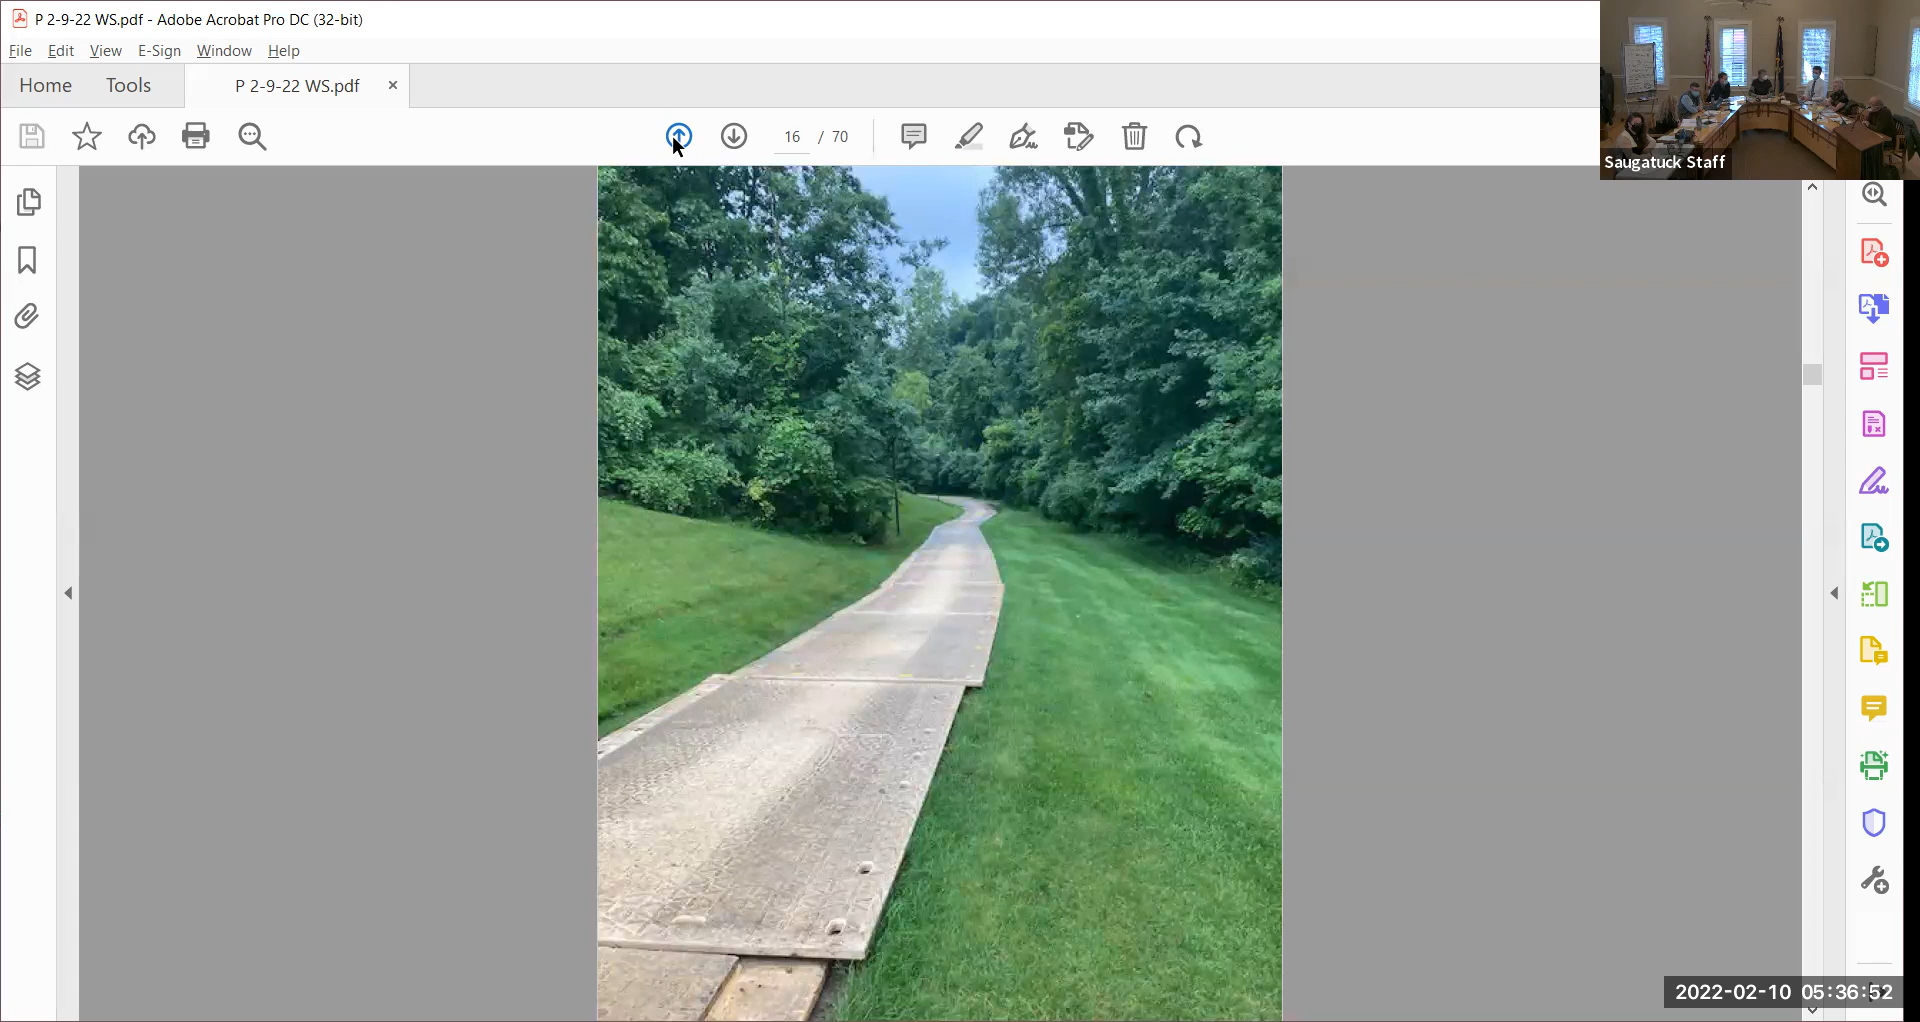 P 2-9-22 WS.pdf - Adobe Acrobat Pro DC (32-bit)
File Edit View E-Sign Window Help
Home Tools P 2-9-22 WS.pdf ×
16 / 70
Saugatuck Staff
2022-02-10 05:36:52